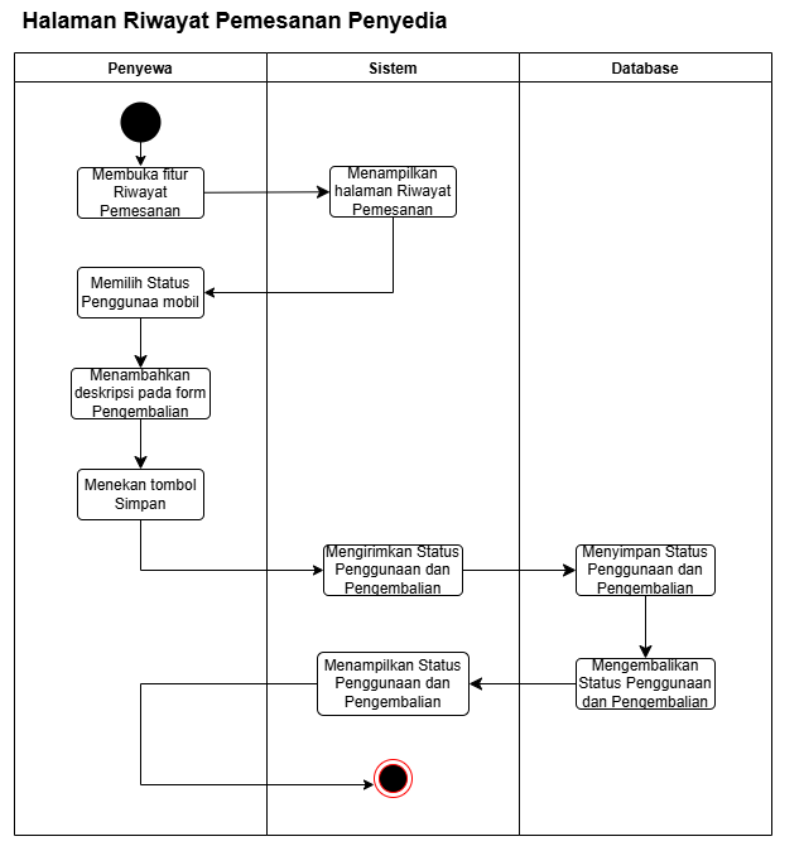 Halaman Riwayat Pemesanan Penyedia
Penyewa
Sistem
Database
Membuka fitur
Riwayat
Pemesanan
Menampilkan
halaman Riwayat
Pemesanan
Memilih Status
Penggunaa mobil
Menambahkan
deskripsi pada form
Pengembalian
Menekan tombol
Simpan
Mengirimkan Status
Penggunaan dan
Pengembalian
Menyimpan Status
Penggunaan dan
Pengembalian
Mengembalikan
Status Penggunaan
dan Pengembalian
Menampilkan Status
Penggunaan dan
Pengembalian